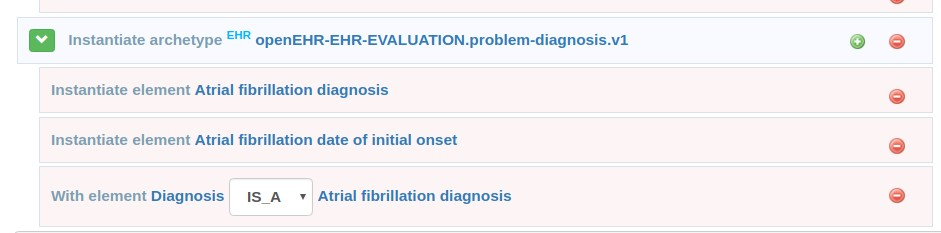 Instantiate archetype EHR openEHR-EHR-EVALUATION.problem-diagnosis.v1
Instantiate element Atrial fibrillation diagnosis
Instantiate element Atrial fibrillation date of initial onset
With element Diagnosis IS_A Atrial fibrillation diagnosis